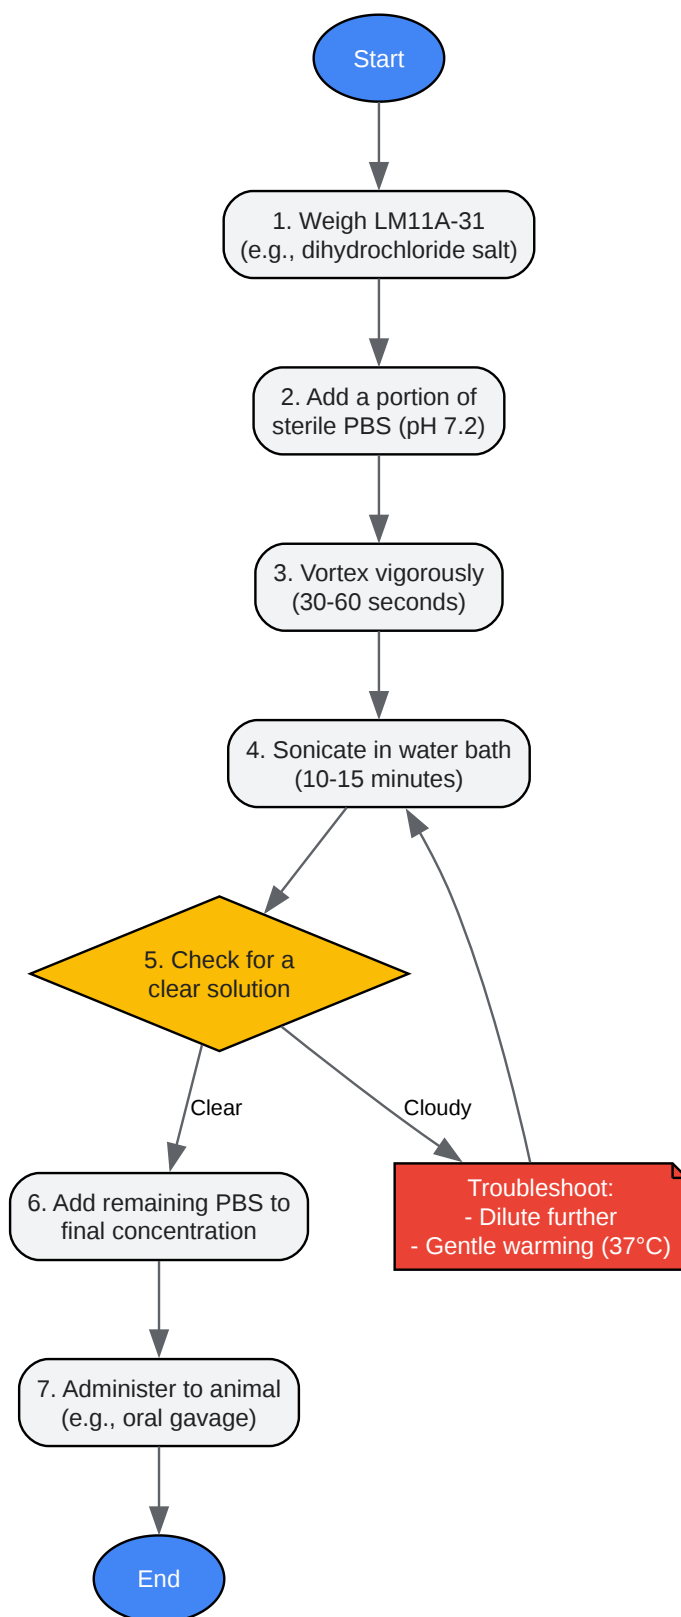 Start
1. Weigh LM11A-31
(e.g., dihydrochloride salt)
2. Add a portion of
sterile PBS (pH 7.2)
3. Vortex vigorously
(30-60 seconds)
4. Sonicate in water bath
(10-15 minutes)
5. Check for a
clear solution
Clear
Cloudy
6. Add remaining PBS to
final concentration
Troubleshoot:
- Dilute further
- Gentle warming (37°C)
7. Administer to animal
(e.g., oral gavage)
End